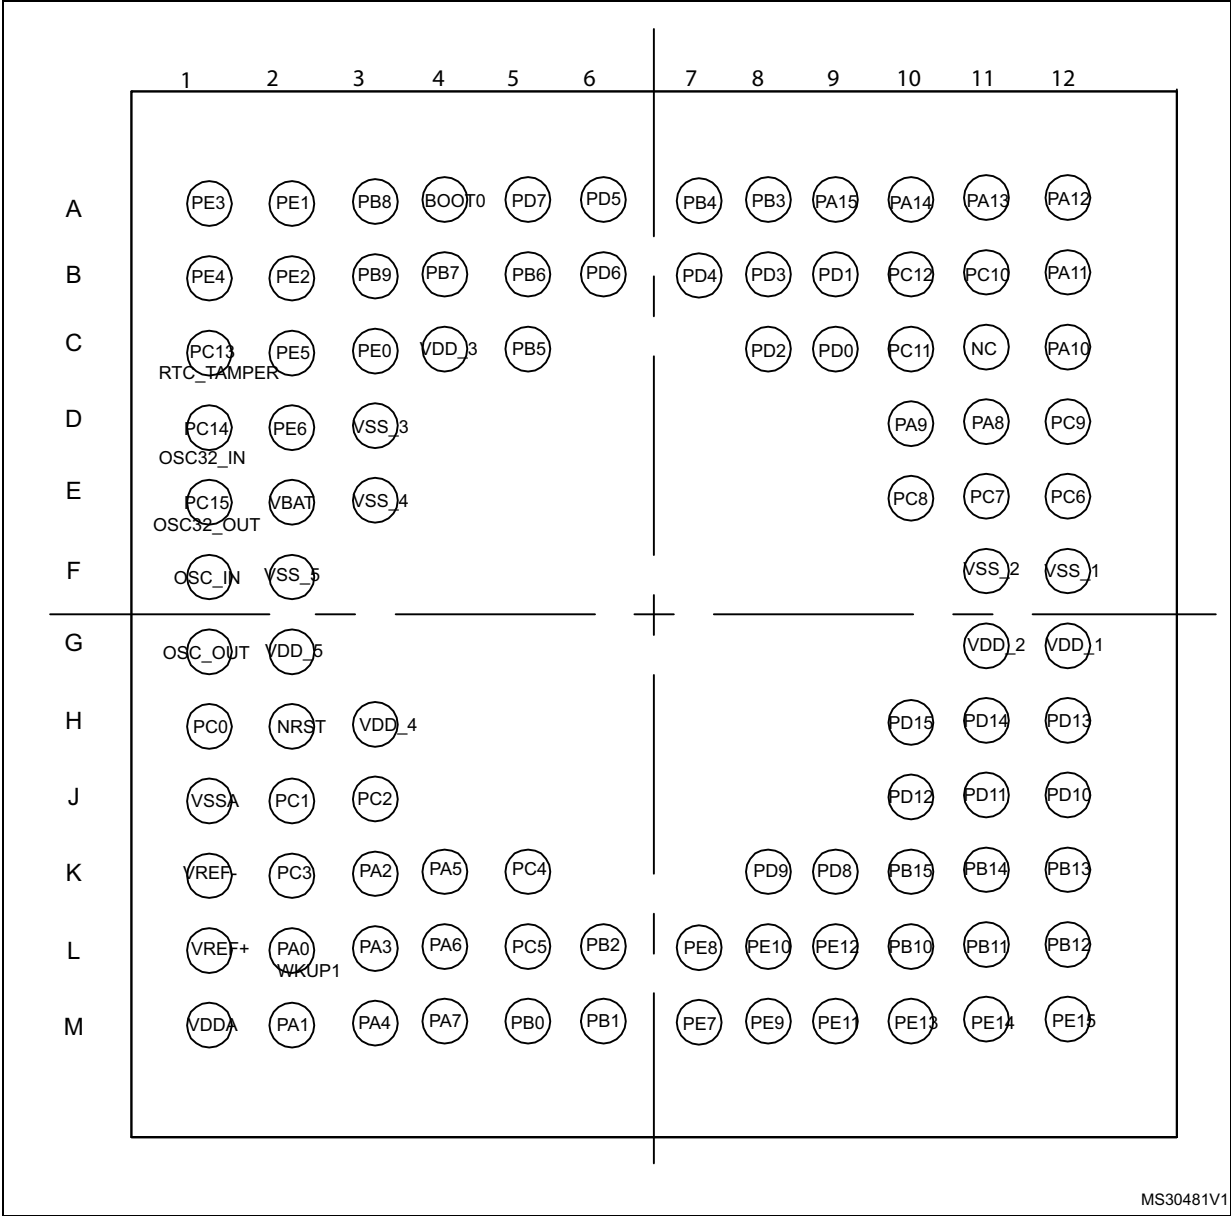 1 2 3 4 5 6 7 8 9 10 11 12
A PE3 PE1 PB8 BOOT0 PD7 PD5 PB4 PB3 PA15 PA14 PA13 PA12
B PE4 PE2 PB9 PB7 PB6 PD6 PD4 PD3 PD1 PC12 PC10 PA11
C PC13 PE5 PE0 VDD_3 PB5 PD2 PD0 PC11 NC PA10
RTC_TAMPER
D PC14 PE6 VSS_3 PA9 PA8 PC9
OSC32_IN
E PC15 VBAT VSS_4 PC8 PC7 PC6
OSC32_OUT
F OSC_IN VSS_5 VSS_2 VSS_1
G OSC_OUT VDD_5 VDD_2 VDD_1
H PC0 NRST VDD_4 PD15 PD14 PD13
J VSSA PC1 PC2 PD12 PD11 PD10
K VREF- PC3 PA2 PA5 PC4 PD9 PD8 PB15 PB14 PB13
L VREF+ PA0 PA3 PA6 PC5 PB2 PE8 PE10 PE12 PB10 PB11 PB12
WKUP1
M VDDA PA1 PA4 PA7 PB0 PB1 PE7 PE9 PE11 PE13 PE14 PE15
MS30481V1